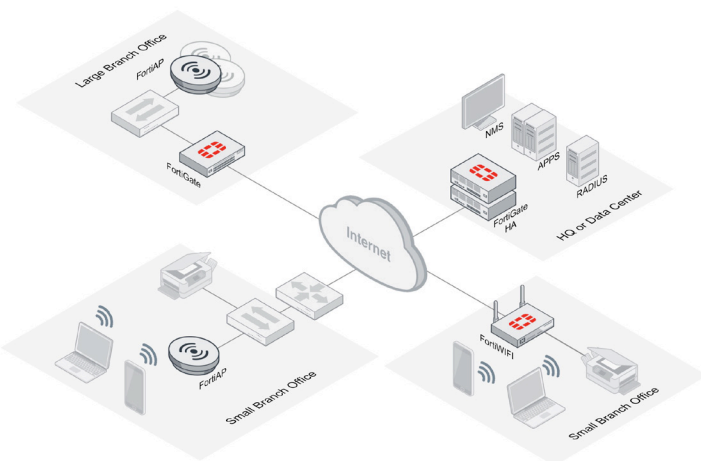 Large Branch Office
FortiAP
FortiGate
NMS
APPS
RADIUS
FortiGate
HA
HQ or Data Center
Internet
FortiAP
Small Branch Office
FortiWIFI
Small Branch Office